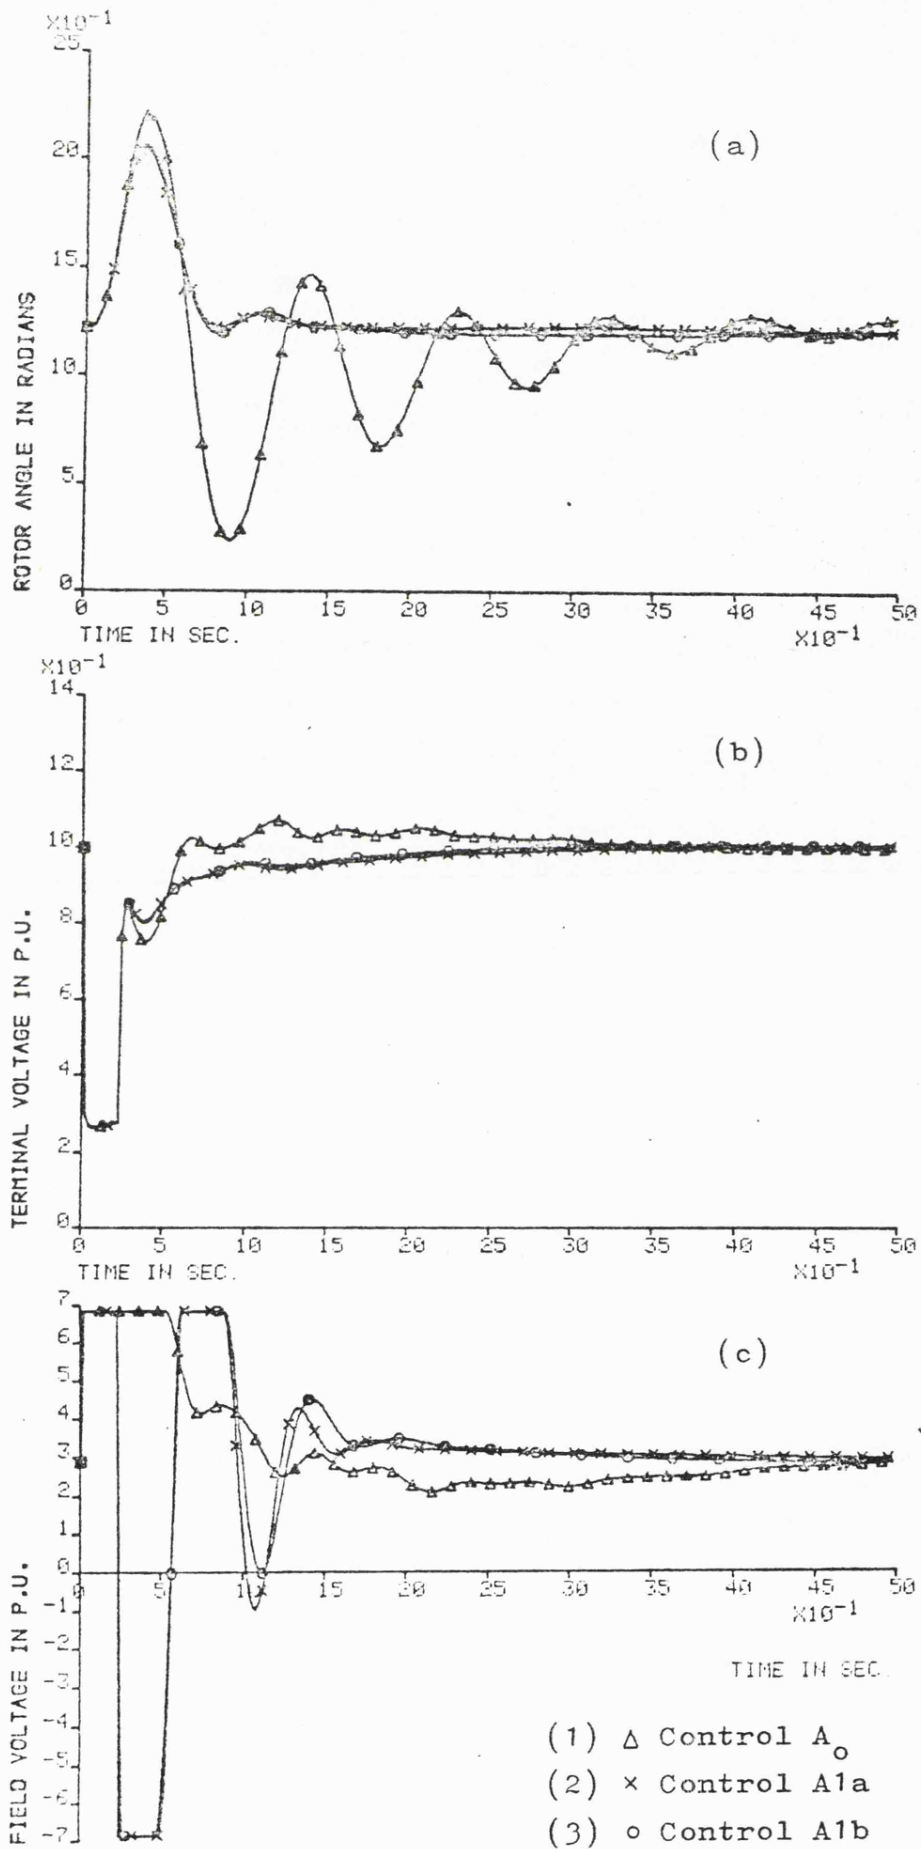 X10⁻¹
25
20
15
10
5
0
ROTOR ANGLE IN RADIANS
(a)
0 5 10 15 20 25 30 35 40 45 50
TIME IN SEC.
X10⁻¹
X10⁻¹
14
12
10
8
6
4
2
0
TERMINAL VOLTAGE IN P.U.
(b)
0 5 10 15 20 25 30 35 40 45 50
TIME IN SEC.
X10⁻¹
7
6
5
4
3
2
1
0
-1
-2
-3
-4
-5
-6
-7
FIELD VOLTAGE IN P.U.
(c)
0 5 10 15 20 25 30 35 40 45 50
X10⁻¹
TIME IN SEC
(1) △ Control A₀
(2) × Control A1a
(3) o Control A1b